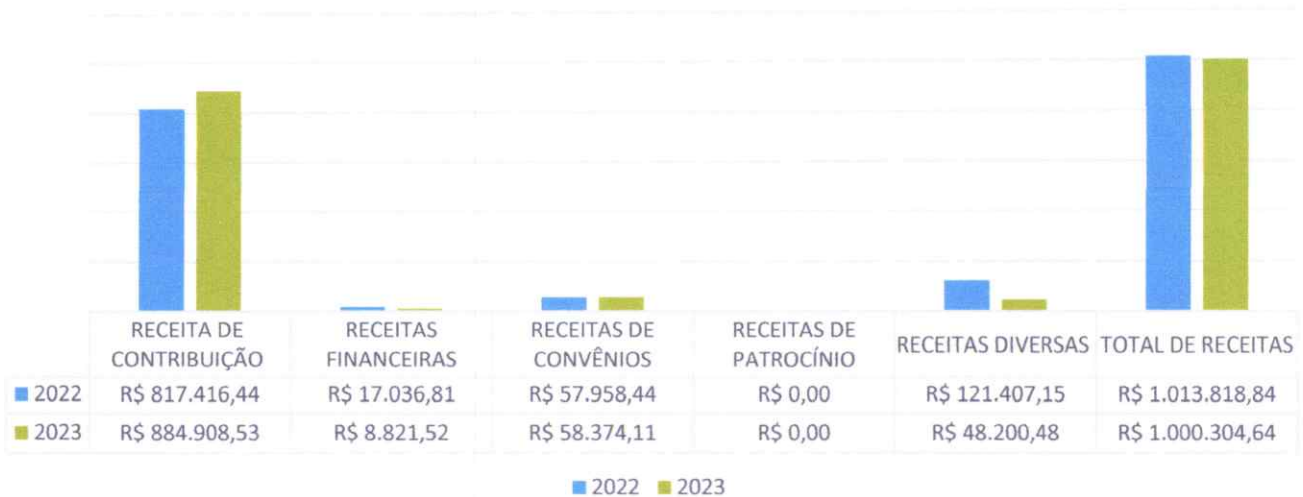 RECEITA DE CONTRIBUIÇÃO
RECEITAS FINANCEIRAS
RECEITAS DE CONVÊNIOS
RECEITAS DE PATROCÍNIO
RECEITAS DIVERSAS
TOTAL DE RECEITAS
2022 R$ 817.416,44 R$ 17.036,81 R$ 57.958,44 R$ 0,00 R$ 121.407,15 R$ 1.013.818,84
2023 R$ 884.908,53 R$ 8.821,52 R$ 58.374,11 R$ 0,00 R$ 48.200,48 R$ 1.000.304,64
2022 2023